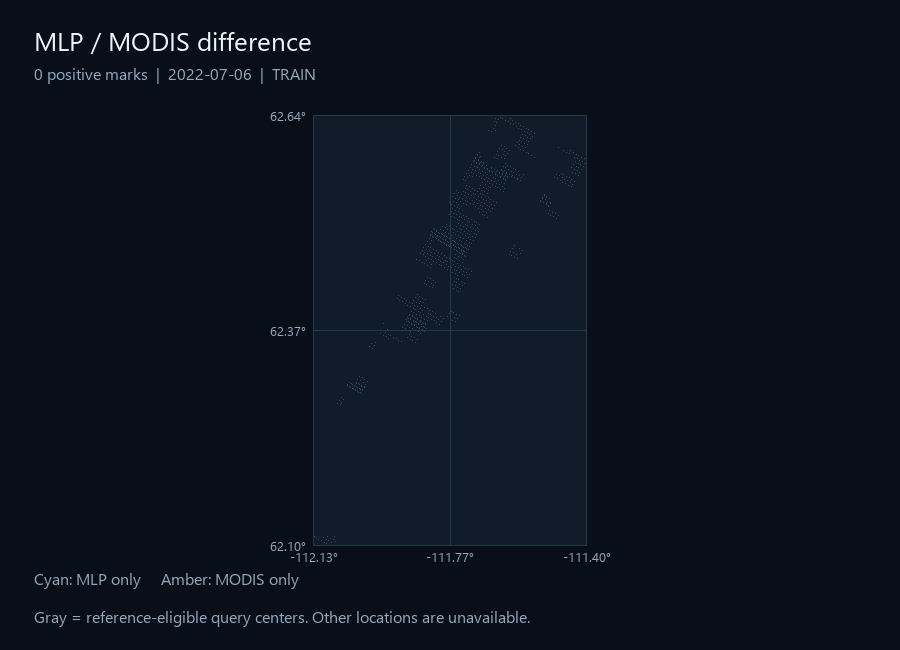 MLP / MODIS difference
0 positive marks | 2022-07-06 | TRAIN
62.64°
62.37°
62.10°
-112.13° -111.77° -111.40°
Cyan: MLP only Amber: MODIS only
Gray = reference-eligible query centers. Other locations are unavailable.